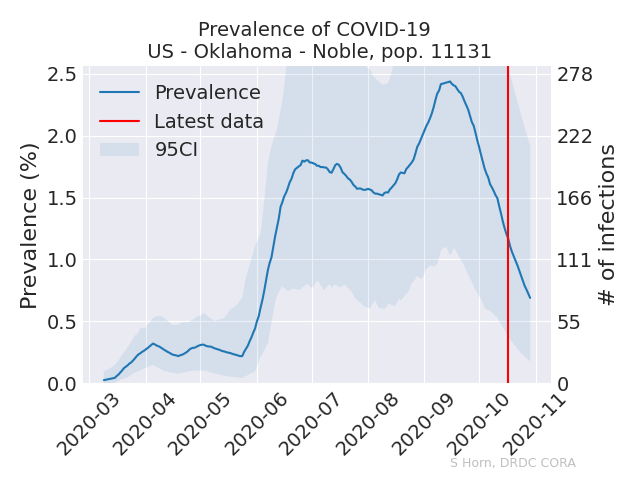 Prevalence of COVID-19
US - Oklahoma - Noble, pop. 11131
Prevalence (%)
2.5
2.0
1.5
1.0
0.5
0.0
Prevalence
Latest data
95CI
278
222
166
111
55
0
# of infections
2020-03
2020-04
2020-05
2020-06
2020-07
2020-08
2020-09
2020-10
2020-11
S Horn, DRDC CORA